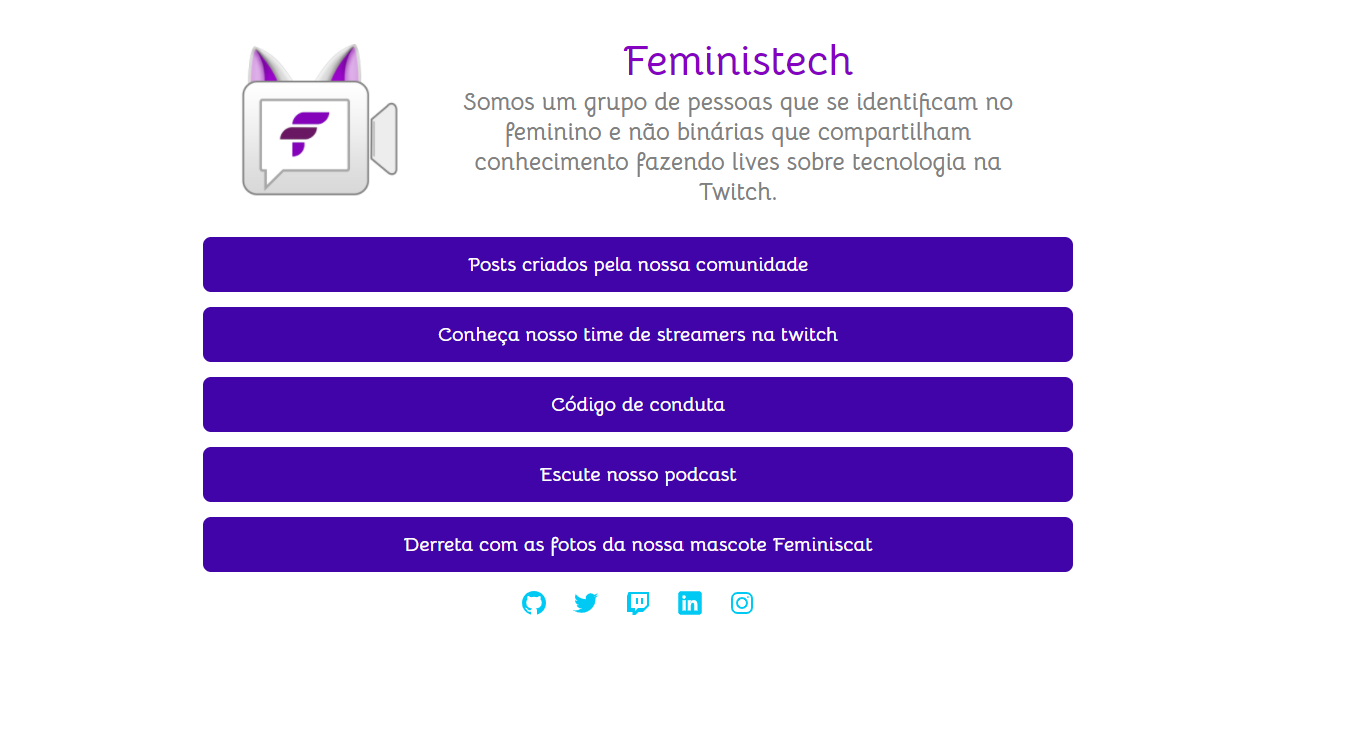 Feministech
Somos um grupo de pessoas que se identificam no
feminino e não binárias que compartilham
conhecimento fazendo lives sobre tecnologia na
Twitch.
Posts criados pela nossa comunidade
Conheça nosso time de streamers na twitch
Código de conduta
Escute nosso podcast
Derreta com as fotos da nossa mascote Feminiscat